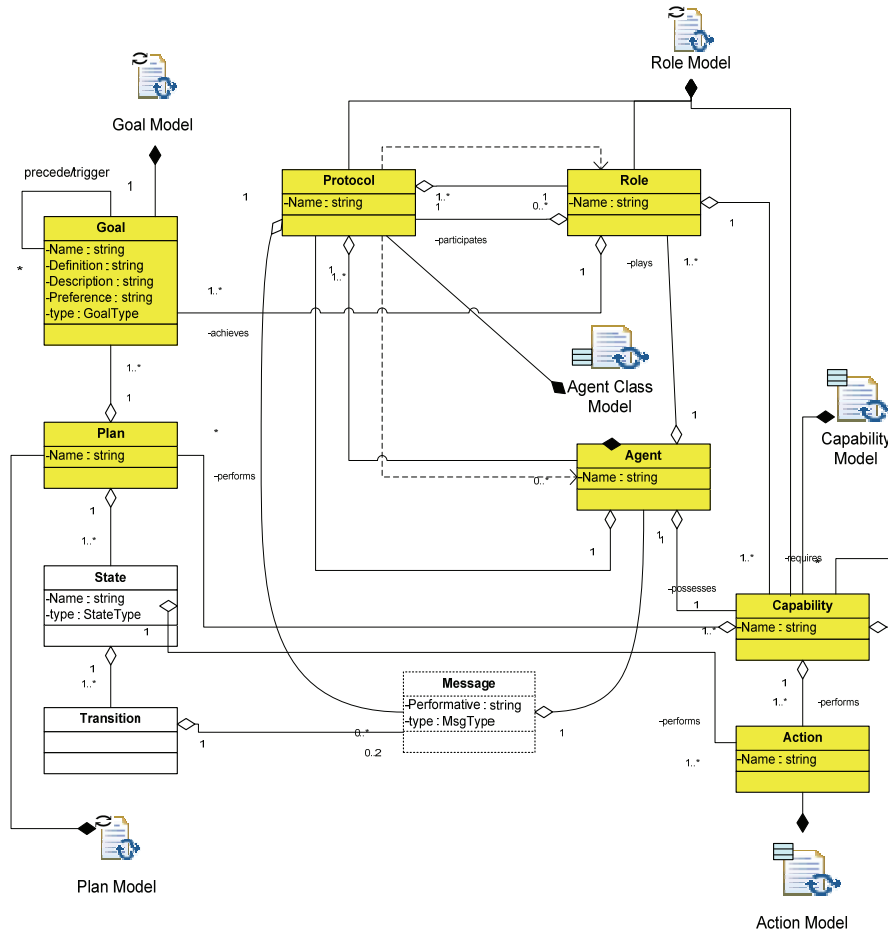 Role Model
Goal Model
precede/trigger
1
*
Goal
-Name : string
-Definition : string
-Description : string
-Preference : string
-type : GoalType
1
Protocol
-Name : string
1..*
1
1
0..*
-participates
Role
-Name : string
1
1
-plays
1..*
1
1..*
1..*
-achieves
Agent Class
Model
1..*
1
Plan
-Name : string
*
-performs
1
Agent
-Name : string
0..*
1
1
1
Capability
Model
1..*
-requires
*
-possesses
1
1..*
Capability
-Name : string
1
1..*
State
-Name : string
-type : StateType
1
1
1..*
Transition
1
0..*
0..2
Message
-Performative : string
-type : MsgType
1
-performs
1..*
1
1..*
-performs
Action
-Name : string
Plan Model
Action Model